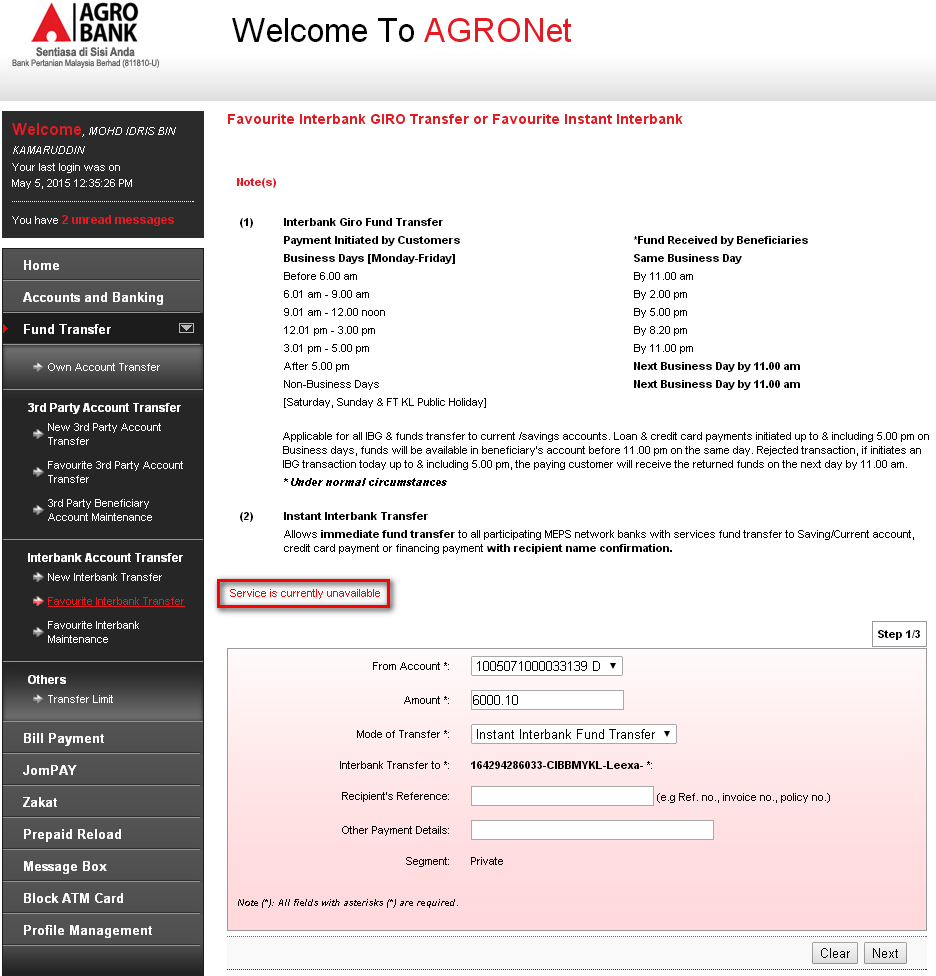 AGRO
BANK
Sentiasa di Sisi Anda
Bank Pertanian Malaysia Berhad (811810-U)
Welcome To AGRONet
Welcome, MOHD IDRIS BIN
KAMARUDDIN
Your last login was on
May 5, 2015 12:35:26 PM
You have 2 unread messages
Home
Accounts and Banking
Fund Transfer
Own Account Transfer
3rd Party Account Transfer
New 3rd Party Account
Transfer
Favourite 3rd Party Account
Transfer
3rd Party Beneficiary
Account Maintenance
Interbank Account Transfer
New Interbank Transfer
Favourite Interbank Transfer
Favourite Interbank
Maintenance
Others
Transfer Limit
Bill Payment
JomPAY
Zakat
Prepaid Reload
Message Box
Block ATM Card
Profile Management
Favourite Interbank GIRO Transfer or Favourite Instant Interbank
Note(s)
(1) Interbank Giro Fund Transfer
Payment Initiated by Customers *Fund Received by Beneficiaries
Business Days [Monday-Friday] Same Business Day
Before 6.00 am By 11.00 am
6.01 am - 9.00 am By 2.00 pm
9.01 am - 12.00 noon By 5.00 pm
12.01 pm - 3.00 pm By 8.20 pm
3.01 pm - 5.00 pm By 11.00 pm
After 5.00 pm Next Business Day by 11.00 am
Non-Business Days Next Business Day by 11.00 am
[Saturday, Sunday & FT KL Public Holiday]
Applicable for all IBG & funds transfer to current /savings accounts. Loan & credit card payments initiated up to & including 5.00 pm on
Business days, funds will be available in beneficiary's account before 11.00 pm on the same day. Rejected transaction, if initiates an
IBG transaction today up to & including 5.00 pm, the paying customer will receive the returned funds on the next day by 11.00 am.
* Under normal circumstances
(2) Instant Interbank Transfer
Allows immediate fund transfer to all participating MEPS network banks with services fund transfer to Saving/Current account,
credit card payment or financing payment with recipient name confirmation.
Service is currently unavailable
Step 1/3
From Account *: 1005071000033139 D
Amount *: 6000.10
Mode of Transfer *: Instant Interbank Fund Transfer
Interbank Transfer to *: 164294286033-CIBBMYKL-Leexa- *:
Recipient's Reference: (e.g Ref. no., invoice no., policy no.)
Other Payment Details:
Segment: Private
Note (*): All fields with asterisks (*) are required.
Clear Next